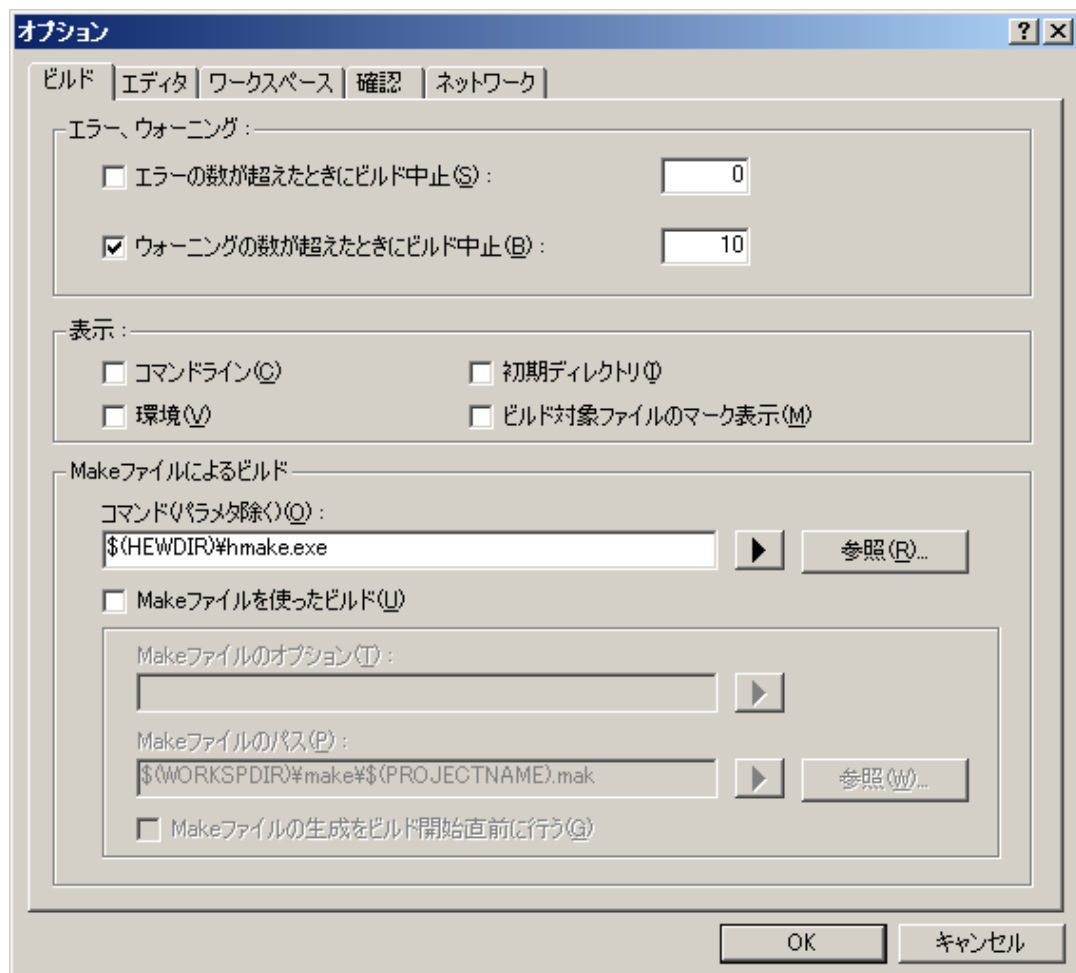 オプション
ビルド エディタ ワークスペース 確認 ネットワーク
エラー、ウォーニング :
エラーの数が超えたときにビルド中止(S) : 0
ウォーニングの数が超えたときにビルド中止(B) : 10
表示 :
コマンドライン(C) 初期ディレクトリ(I)
環境(V) ビルド対象ファイルのマーク表示(M)
Makeファイルによるビルド
コマンド(パラメタ除く)(O) :
$(HEWDIR)¥hmake.exe 参照(R)...
Makeファイルを使ったビルド(U)
Makeファイルのオプション(T) :
Makeファイルのパス(P) :
$(WORKSPDIR)¥make¥$(PROJECTNAME).mak 参照(W)...
Makeファイルの生成をビルド開始直前に行う(G)
OK キャンセル